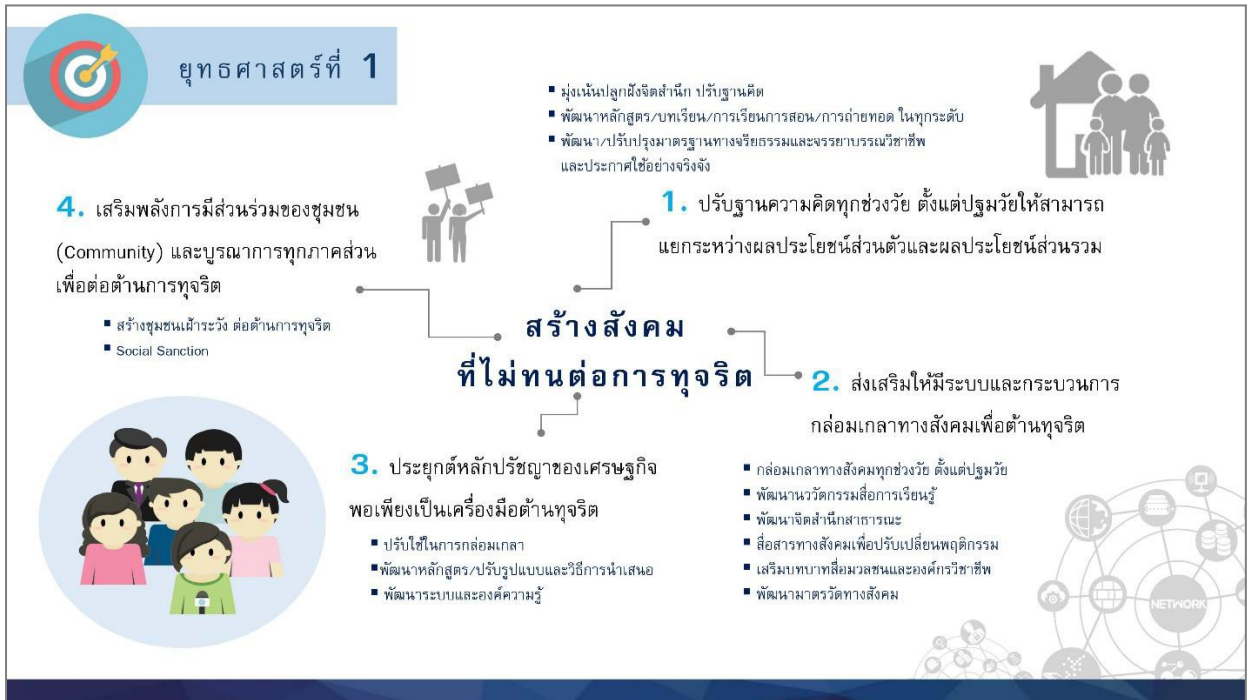 ยุทธศาสตร์ที่ 1
▪ มุ่งเน้นปลูกฝังจิตสำนึก ปรับฐานคิด
▪ พัฒนาหลักสูตร/บทเรียน/การเรียนการสอน/การถ่ายทอด ในทุกระดับ
▪ พัฒนา/ปรับปรุงมาตรฐานทางจริยธรรมและจรรยาบรรณวิชาชีพ
และประกาศใช้อย่างจริงจัง
1. ปรับฐานความคิดทุกช่วงวัย ตั้งแต่ปฐมวัยให้สามารถ
แยกระหว่างผลประโยชน์ส่วนตัวและผลประโยชน์ส่วนรวม
4. เสริมพลังการมีส่วนร่วมของชุมชน
(Community) และบูรณาการทุกภาคส่วน
เพื่อต่อต้านการทุจริต
▪ สร้างชุมชนเฝ้าระวัง ต่อต้านการทุจริต
▪ Social Sanction
สร้างสังคม
ที่ไม่ทนต่อการทุจริต
2. ส่งเสริมให้มีระบบและกระบวนการ
กล่อมเกลาทางสังคมเพื่อต้านทุจริต
▪ กล่อมเกลาทางสังคมทุกช่วงวัย ตั้งแต่ปฐมวัย
▪ พัฒนานวัตกรรมสื่อการเรียนรู้
▪ พัฒนาจิตสำนึกสาธารณะ
▪ สื่อสารทางสังคมเพื่อปรับเปลี่ยนพฤติกรรม
▪ เสริมบทบาทสื่อมวลชนและองค์กรวิชาชีพ
▪ พัฒนามาตรวัดทางสังคม
3. ประยุกต์หลักปรัชญาของเศรษฐกิจ
พอเพียงเป็นเครื่องมือต้านทุจริต
▪ ปรับใช้ในการกล่อมเกลา
▪พัฒนาหลักสูตร/ปรับรูปแบบและวิธีการนำเสนอ
▪ พัฒนาระบบและองค์ความรู้
NETWORK